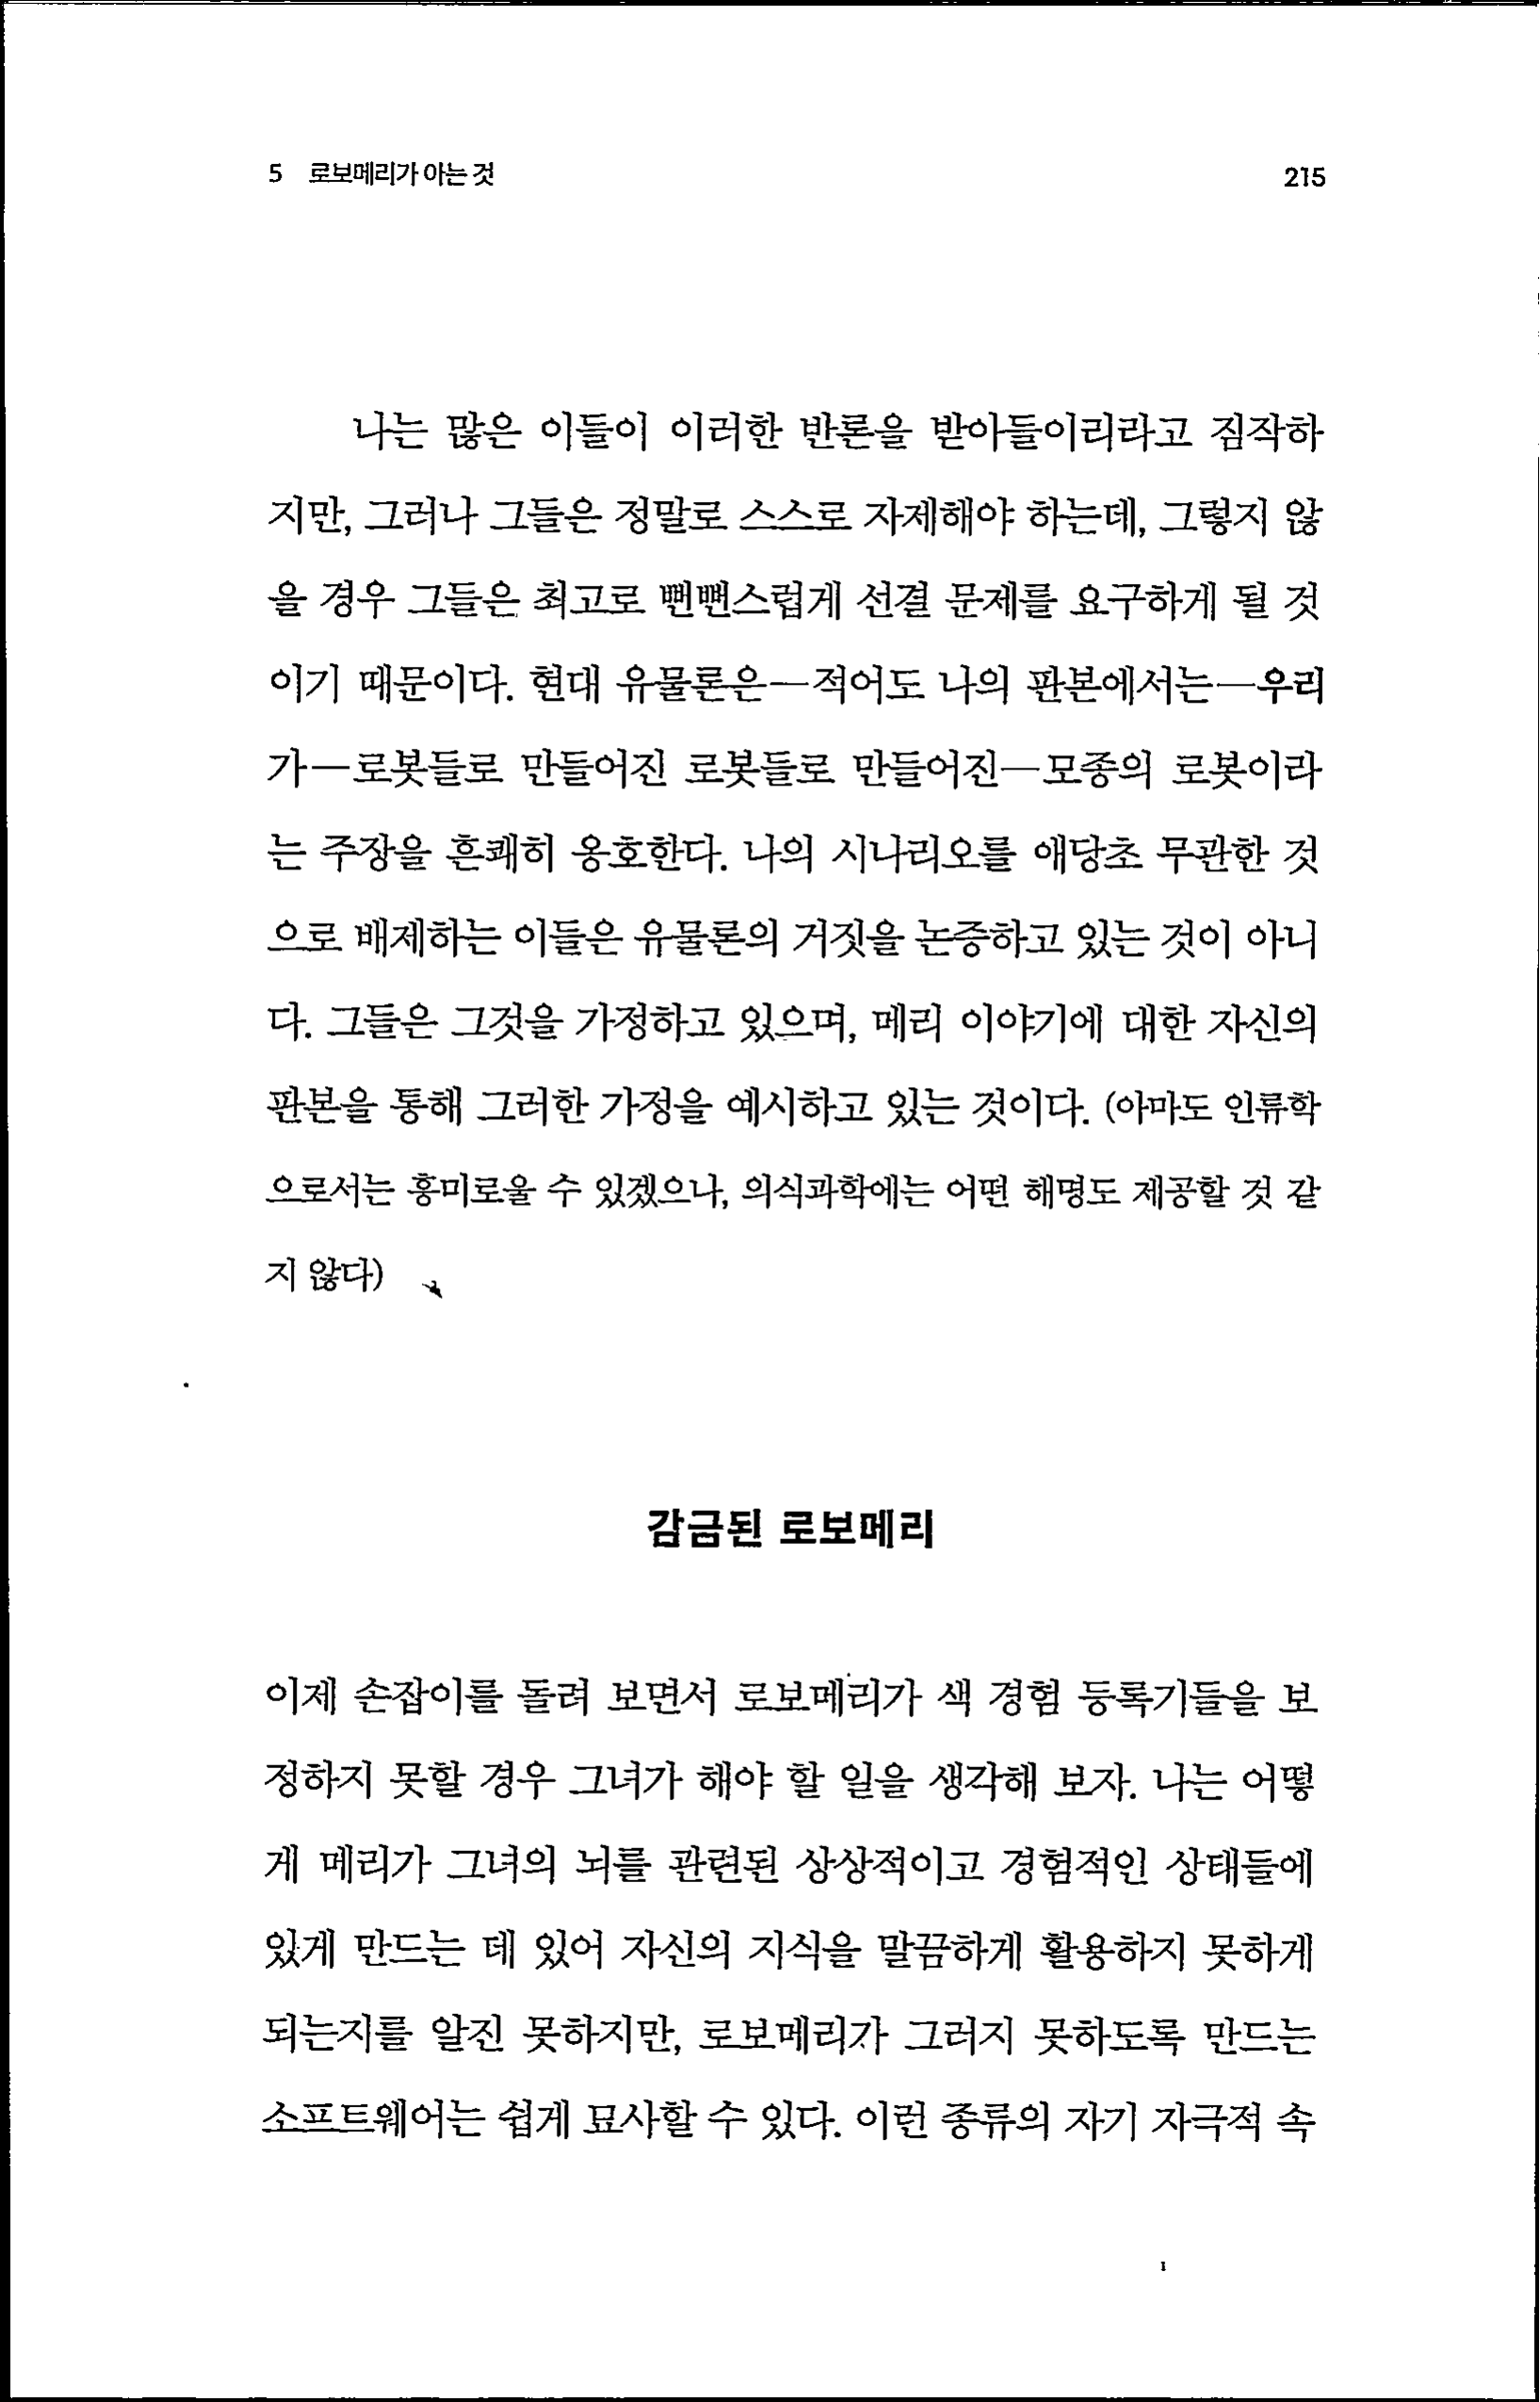 5 로보메리가 아는 것 215
나는 많은 이들이 이러한 반론을 받아들이리라고 짐작하
지만, 그러나 그들은 정말로 스스로 자제해야 하는데, 그렇지 않
을 경우 그들은 최고로 뻔뻔스럽게 선결 문제를 요구하게 될 것
이기 때문이다. 현대 유물론은—적어도 나의 판본에서는—우리
가—로봇들로 만들어진 로봇들로 만들어진—모종의 로봇이라
는 주장을 흔쾌히 옹호한다. 나의 시나리오를 애당초 무관한 것
으로 배제하는 이들은 유물론의 거짓을 논증하고 있는 것이 아니
다. 그들은 그것을 가정하고 있으며, 메리 이야기에 대한 자신의
판본을 통해 그러한 가정을 예시하고 있는 것이다. (아마도 인류학
으로서는 흥미로울 수 있겠으나, 의식과학에는 어떤 해명도 제공할 것 같
지 않다)
감금된 로보메리
이제 손잡이를 돌려 보면서 로보메리가 색 경험 등록기들을 보
정하지 못할 경우 그녀가 해야 할 일을 생각해 보자. 나는 어떻
게 메리가 그녀의 뇌를 관련된 상상적이고 경험적인 상태들에
있게 만드는 데 있어 자신의 지식을 말끔하게 활용하지 못하게
되는지를 알진 못하지만, 로보메리가 그러지 못하도록 만드는
소프트웨어는 쉽게 묘사할 수 있다. 이런 종류의 자기 자극적 속